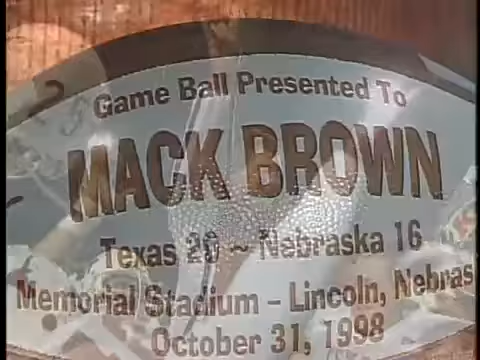 Game Ball Presented To
MACK BROWN
Texas 20 ~ Nebraska 16
Memorial Stadium - Lincoln, Nebras
October 31, 1998